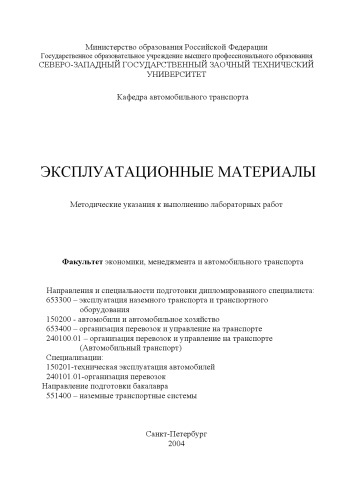 Министерство образования Российской Федерации
Государственное образовательное учреждение высшего профессионального образования
СЕВЕРО-ЗАПАДНЫЙ ГОСУДАРСТВЕННЫЙ ЗАОЧНЫЙ ТЕХНИЧЕСКИЙ
УНИВЕРСИТЕТ
Кафедра автомобильного транспорта
ЭКСПЛУАТАЦИОННЫЕ МАТЕРИАЛЫ
Методические указания к выполнению лабораторных работ
Факультет экономики, менеджмента и автомобильного транспорта
Направления и специальности подготовки дипломированного специалиста:
653300 – эксплуатация наземного транспорта и транспортного
оборудования
150200 - автомобили и автомобильное хозяйство
653400 – организация перевозок и управление на транспорте
240100.01 – организация перевозок и управление на транспорте
(Автомобильный транспорт)
Специализации:
150201-техническая эксплуатация автомобилей
240101.01-организация перевозок
Направление подготовки бакалавра
551400 – наземные транспортные системы
Санкт-Петербург
2004